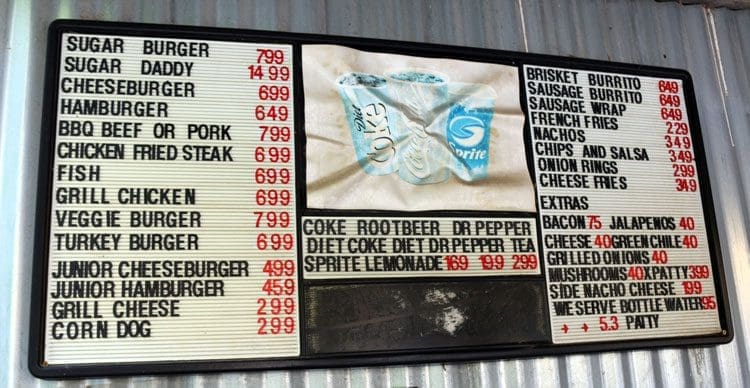 SUGAR BURGER 799
SUGAR DADDY 14 99
CHEESEBURGER 699
HAMBURGER 649
BBQ BEEF OR PORK 799
CHICKEN FRIED STEAK 699
FISH 699
GRILL CHICKEN 699
VEGGIE BURGER 799
TURKEY BURGER 699
JUNIOR CHEESEBURGER 499
JUNIOR HAMBURGER 459
GRILL CHEESE 299
CORN DOG 299
Diet Coke
Sprite
COKE ROOTBEER DR PEPPER
DIET COKE DIET DR PEPPER TEA
SPRITE LEMONADE 169 199 299
BRISKET BURRITO 649
SAUSAGE BURRITO 649
SAUSAGE WRAP 649
FRENCH FRIES 229
NACHOS 349
CHIPS AND SALSA 349
ONION RINGS 299
CHEESE FRIES 349
EXTRAS
BACON 75 JALAPENOS 40
CHEESE 40 GREEN CHILE 40
GRILLED ONIONS 40
MUSHROOMS 40 XPATTY 399
SIDE NACHO CHEESE 199
WE SERVE BOTTLE WATER 95
→ → 5.3 PATTY